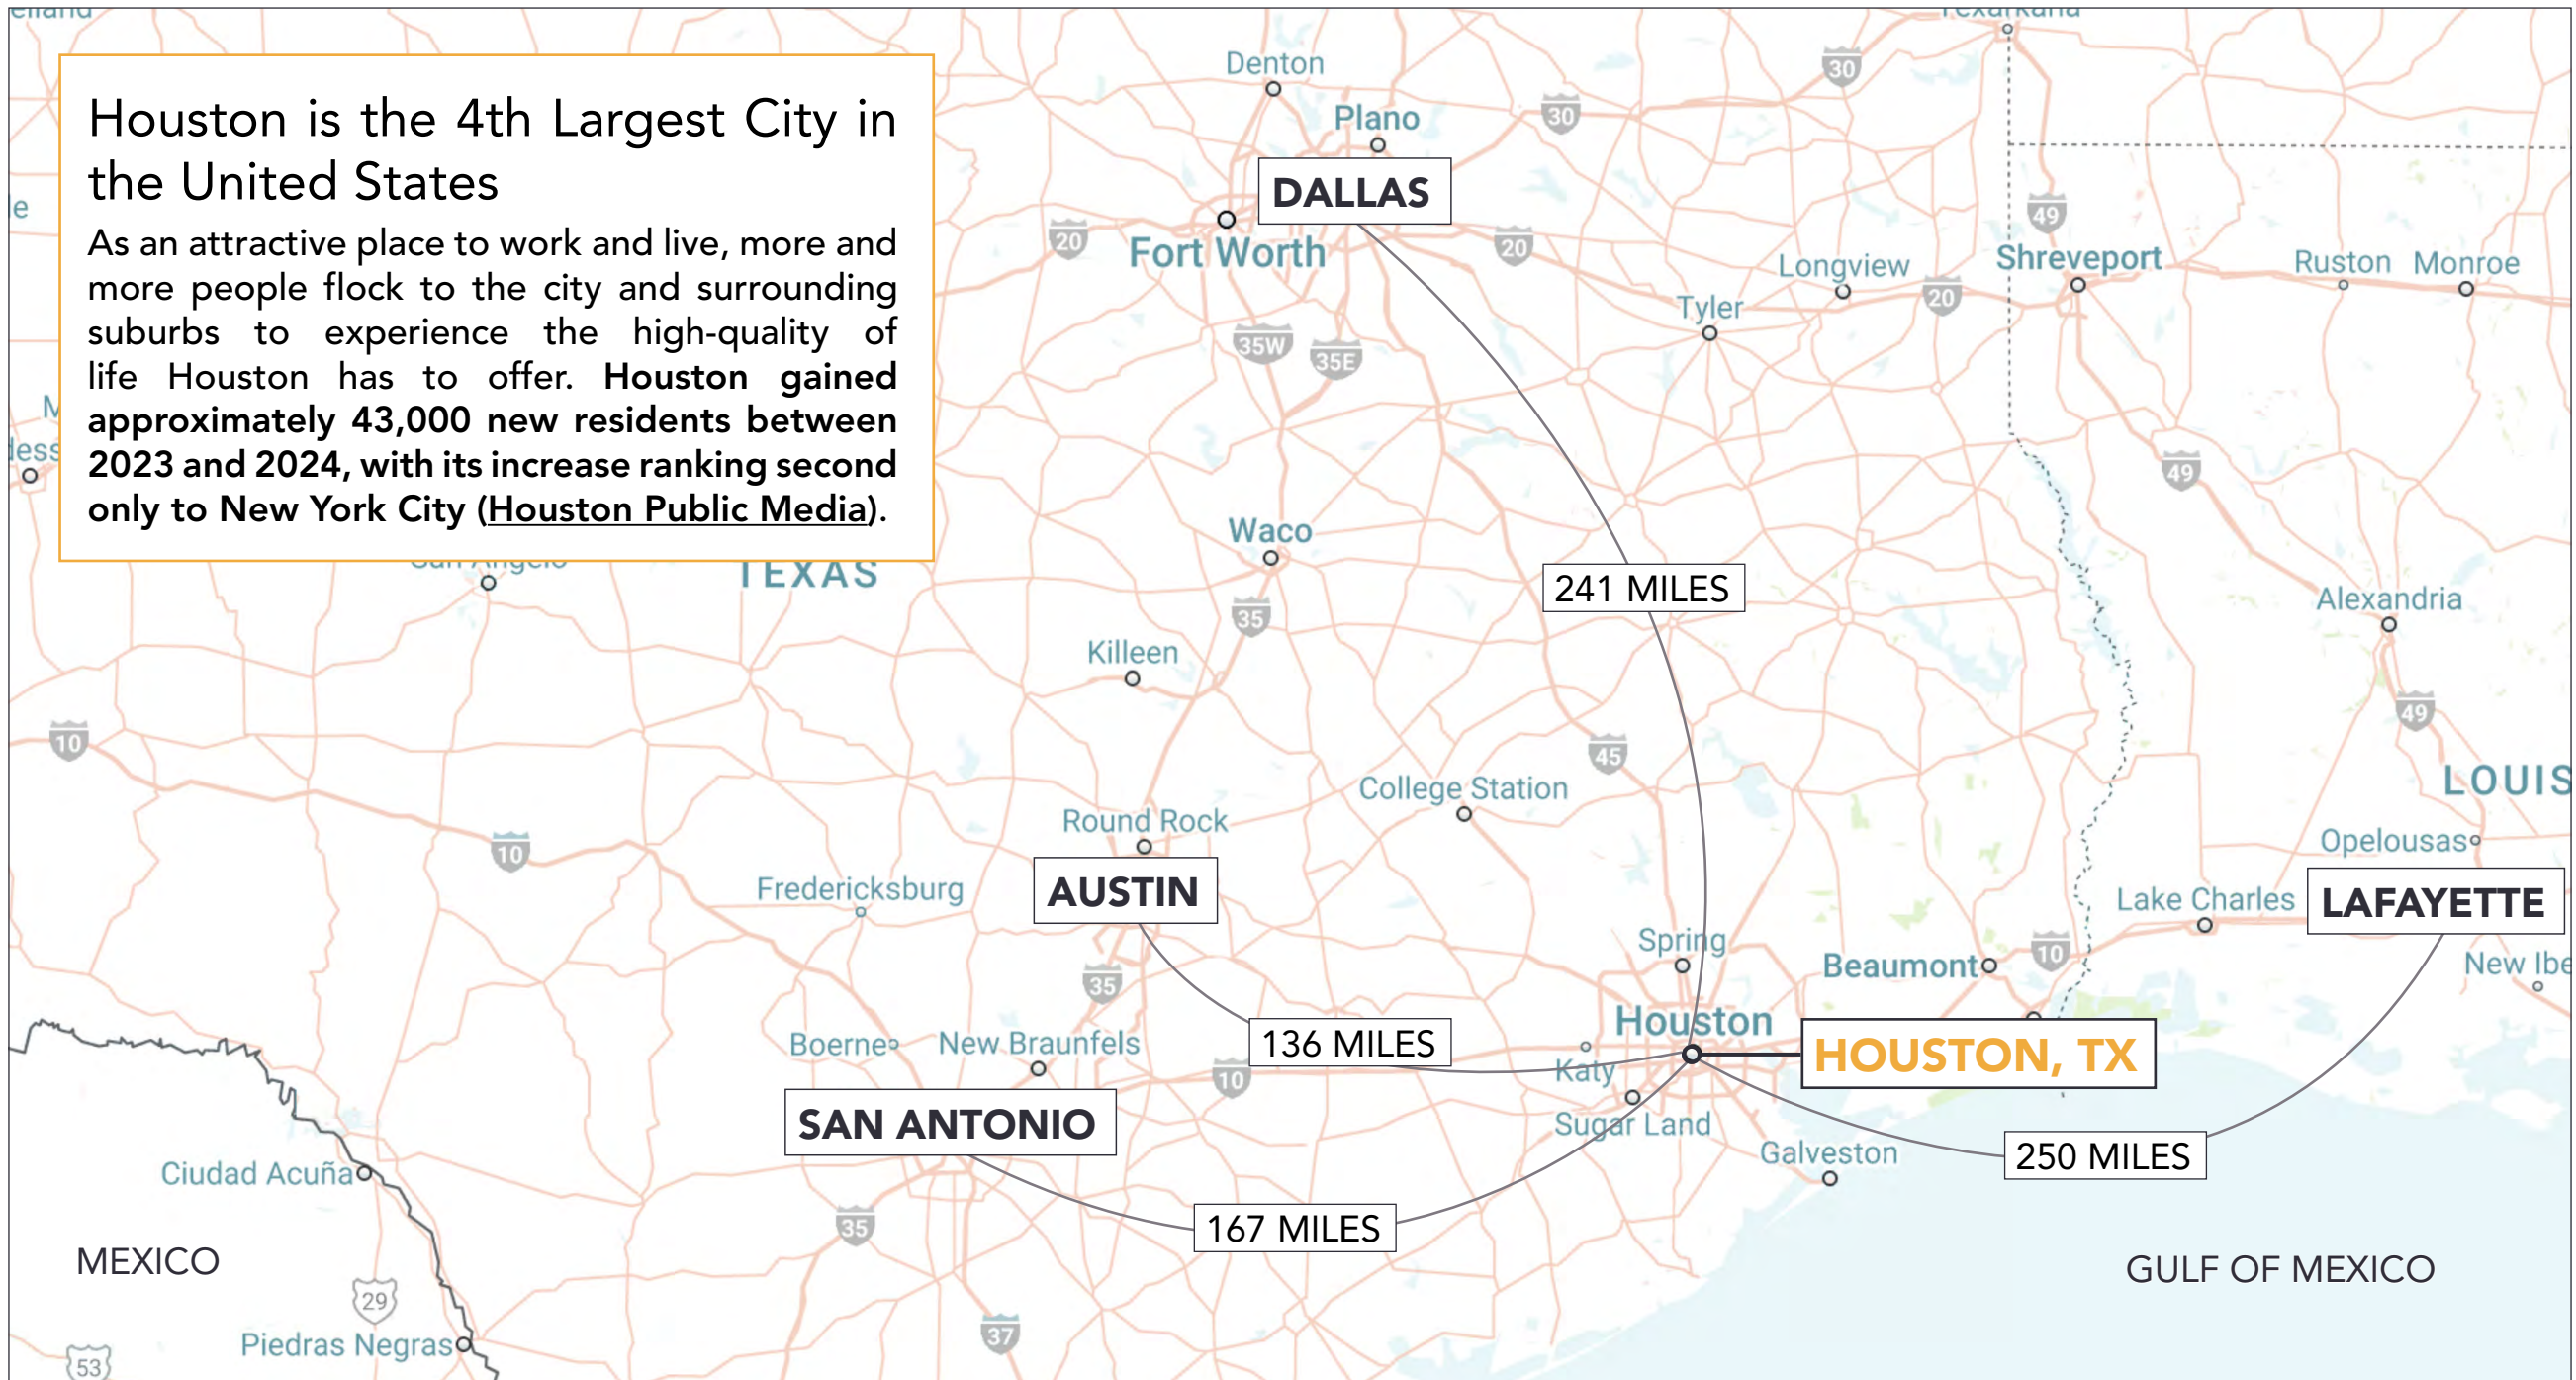 Houston is the 4th Largest City in
the United States
As an attractive place to work and live, more and
more people flock to the city and surrounding
suburbs to experience the high-quality of
life Houston has to offer. Houston gained
approximately 43,000 new residents between
2023 and 2024, with its increase ranking second
only to New York City (Houston Public Media).
Denton
Plano
30
30
DALLAS
Fort Worth
20
20
49
Longview
Shreveport
Ruston
Monroe
20
Tyler
35W
35E
49
Waco
TEXAS
241 MILES
35
Alexandria
Killeen
49
10
45
College Station
LOUIS
Round Rock
Opelousas
10
AUSTIN
Fredericksburg
Lake Charles
LAFAYETTE
Spring
Beaumont
10
New Ibe
35
Houston
Boerne
New Braunfels
136 MILES
HOUSTON, TX
Katy
10
SAN ANTONIO
Sugar Land
Galveston
250 MILES
Ciudad Acuña
35
167 MILES
MEXICO
GULF OF MEXICO
29
37
Piedras Negras
53